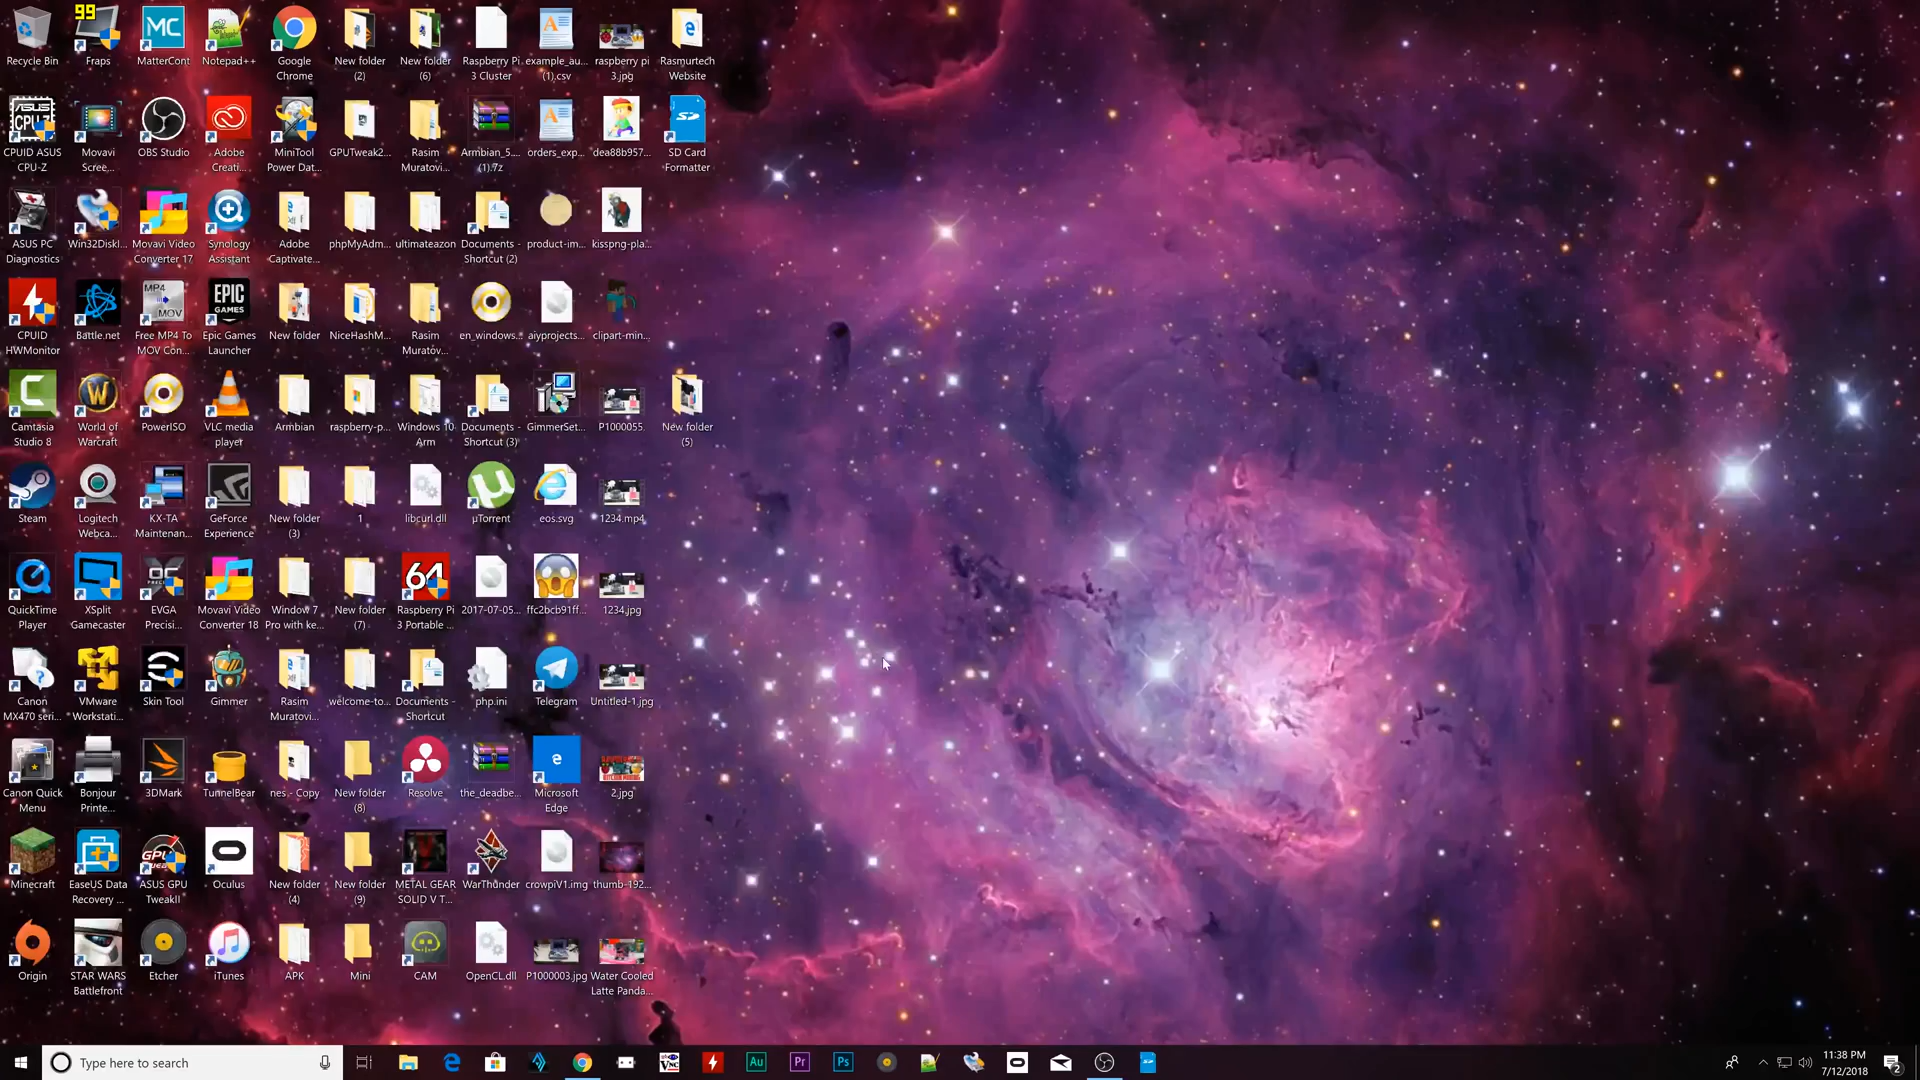 99
Recycle Bin
Fraps
MatterCont
Notepad++
Google
Chrome
New folder
(2)
New folder
(6)
Raspberry Pi
3 Cluster
example_au...
(1).csv
raspberry pi
3.jpg
Rasmurtech
Website
CPUID ASUS
CPU-Z
Movavi
Scree...
OBS Studio
Adobe
Creati...
MiniTool
Power Dat...
GPUTweak2...
Rasim
Muratovi...
Armbian_5....
(1).7z
orders_exp...
dea88b957...
SD Card
Formatter
ASUS PC
Diagnostics
Win32DiskI...
Movavi Video
Converter 17
Synology
Assistant
Adobe
Captivate...
phpMyAdm...
ultimateazon
Documents -
Shortcut (2)
product-im...
kisspng-pla...
CPUID
HWMonitor
Battle.net
Free MP4 To
MOV Con...
Epic Games
Launcher
New folder
NiceHashM...
Rasim
Muratov...
en_windows...
aiyprojects...
clipart-min...
Camtasia
Studio 8
World of
Warcraft
PowerISO
VLC media
player
Armbian
raspberry-p...
Windows 10
Arm
Documents -
Shortcut (3)
GimmerSet...
P1000055
New folder
(5)
Steam
Logitech
Webca...
KX-TA
Maintenan...
GeForce
Experience
New folder
(3)
1
libcurl.dll
µTorrent
eos.svg
1234.mp4
QuickTime
Player
XSplit
Gamecaster
EVGA
Precisi...
Movavi Video
Converter 18
Window 7
Pro with ke...
New folder
(7)
Raspberry Pi
3 Portable ...
2017-07-05...
ffc2bcb91ff...
1234.jpg
Canon
MX470 seri...
VMware
Workstati...
Skin Tool
Gimmer
Rasim
Muratovi...
welcome-to...
Documents -
Shortcut
php.ini
Telegram
Untitled-1.jpg
Canon Quick
Menu
Bonjour
Printe...
3DMark
TunnelBear
nes - Copy
New folder
(8)
Resolve
the_deadbe...
Microsoft
Edge
2.jpg
Minecraft
EaseUS Data
Recovery ...
ASUS GPU
TweakII
Oculus
New folder
(4)
New folder
(9)
METAL GEAR
SOLID V T...
WarThunder
crowpiV1.img
thumb-192...
Origin
STAR WARS
Battlefront
Etcher
iTunes
APK
Mini
CAM
OpenCL.dll
P1000003.jpg
Water Cooled
Latte Panda...
Type here to search
11:38 PM
7/12/2018